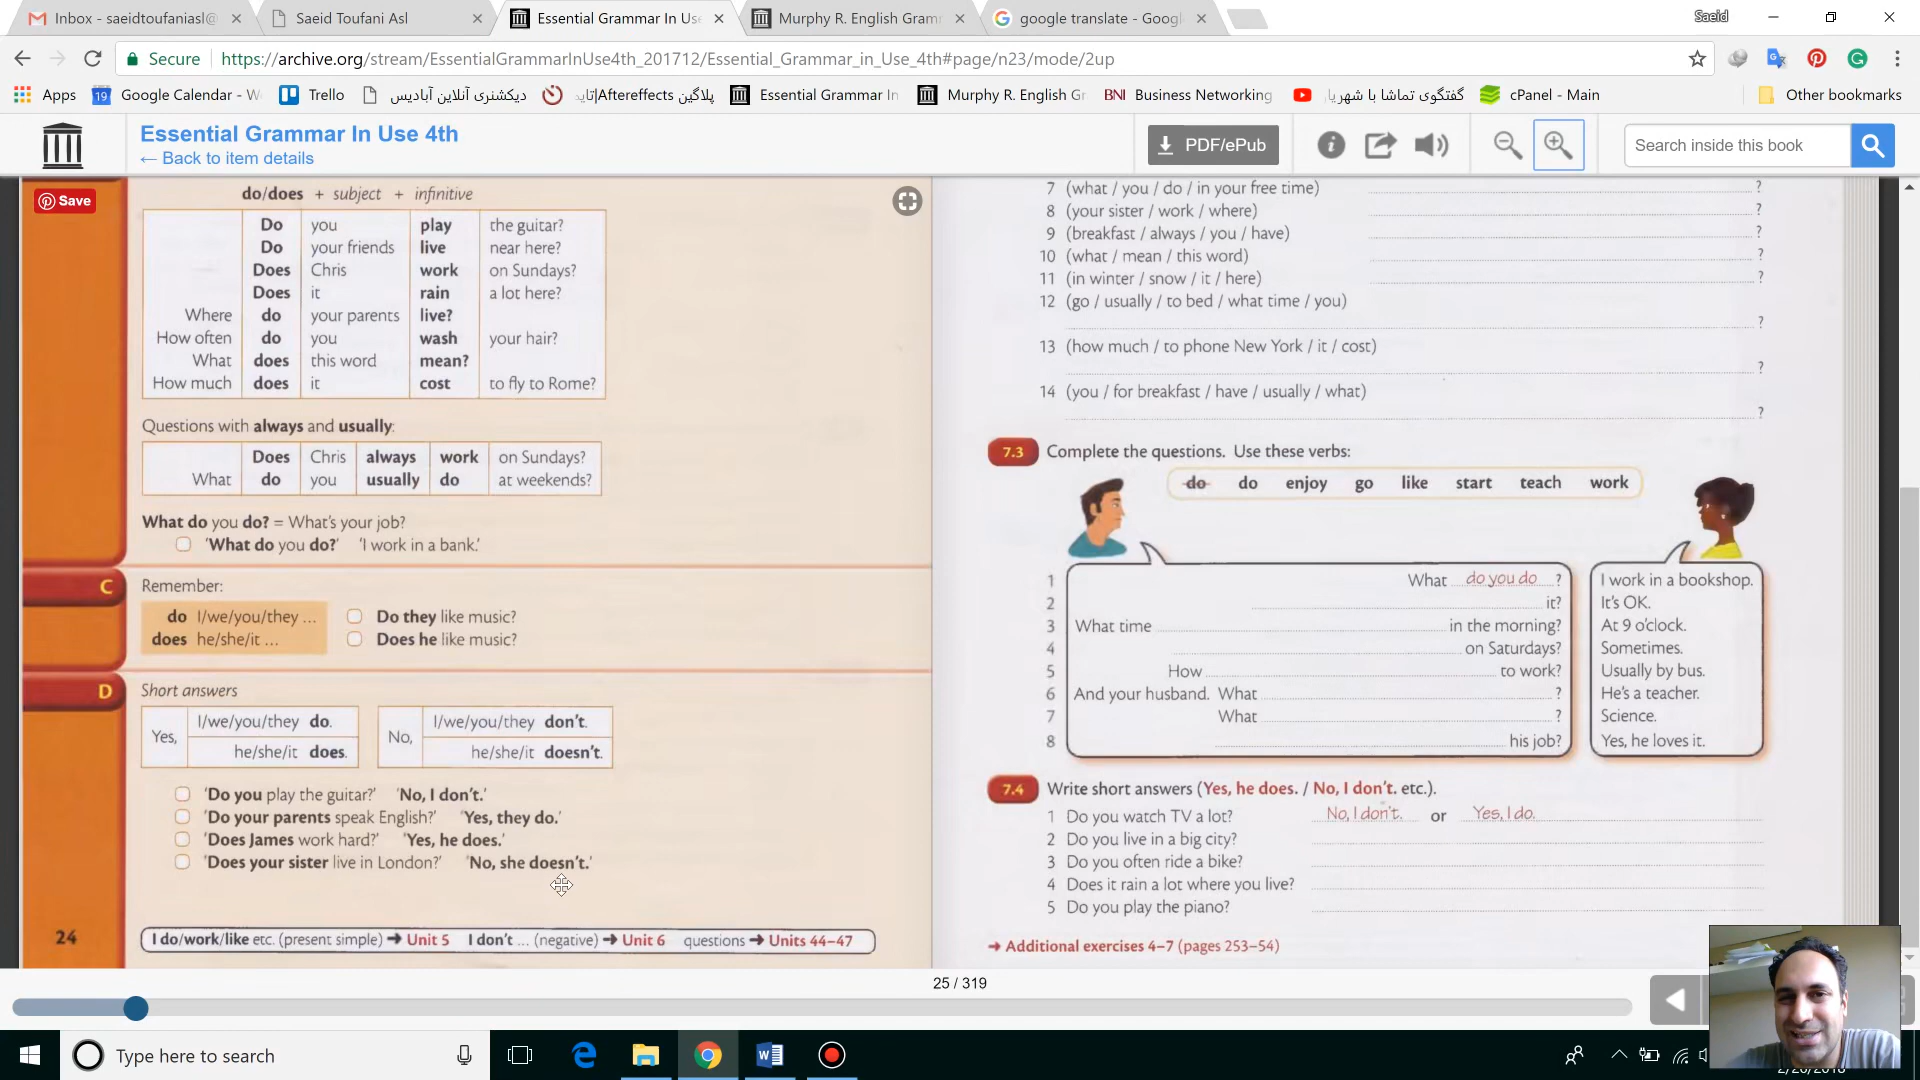 Inbox - saeidtoufaniasl@
Saeid Toufani Asl
Essential Grammar In Use
Murphy R. English Gramm
google translate - Googl
Saeid
Secure
https://archive.org/stream/EssentialGrammarInUse4th_201712/Essential_Grammar_in_Use_4th#page/n23/mode/2up
Apps
19
Google Calendar - W
Trello
دیکشنری آنلاین آبادیس
پلاگین Aftereffects|تاید
Essential Grammar In
Murphy R. English Gr
BNI Business Networking
گفتگوی تماشا با شهریار
cPanel - Main
Other bookmarks
Essential Grammar In Use 4th
← Back to item details
PDF/ePub
Search inside this book
Save
do/does + subject + infinitive
Do you play the guitar?
Do your friends live near here?
Does Chris work on Sundays?
Does it rain a lot here?
Where do your parents live?
How often do you wash your hair?
What does this word mean?
How much does it cost to fly to Rome?
Questions with always and usually:
Does Chris always work on Sundays?
What do you usually do at weekends?
What do you do? = What's your job?
'What do you do?' 'I work in a bank.'
C
Remember:
do I/we/you/they ...
does he/she/it ...
Do they like music?
Does he like music?
D
Short answers
Yes,
I/we/you/they do.
he/she/it does.
No,
I/we/you/they don't.
he/she/it doesn't.
'Do you play the guitar?' 'No, I don't.'
'Do your parents speak English?' 'Yes, they do.'
'Does James work hard?' 'Yes, he does.'
'Does your sister live in London?' 'No, she doesn't.'
24
I do/work/like etc. (present simple) → Unit 5 I don't ... (negative) → Unit 6 questions → Units 44–47
7 (what / you / do / in your free time) ?
8 (your sister / work / where) ?
9 (breakfast / always / you / have) ?
10 (what / mean / this word) ?
11 (in winter / snow / it / here) ?
12 (go / usually / to bed / what time / you)
?
13 (how much / to phone New York / it / cost)
?
14 (you / for breakfast / have / usually / what)
?
7.3 Complete the questions. Use these verbs:
do do enjoy go like start teach work
1 What do you do ?
2 it?
3 What time in the morning?
4 on Saturdays?
5 How to work?
6 And your husband. What ?
7 What ?
8 his job?
I work in a bookshop.
It's OK.
At 9 o'clock.
Sometimes.
Usually by bus.
He's a teacher.
Science.
Yes, he loves it.
7.4 Write short answers (Yes, he does. / No, I don't. etc.).
1 Do you watch TV a lot? No, I don't. or Yes, I do.
2 Do you live in a big city?
3 Do you often ride a bike?
4 Does it rain a lot where you live?
5 Do you play the piano?
→ Additional exercises 4–7 (pages 253–54)
25 / 319
Type here to search